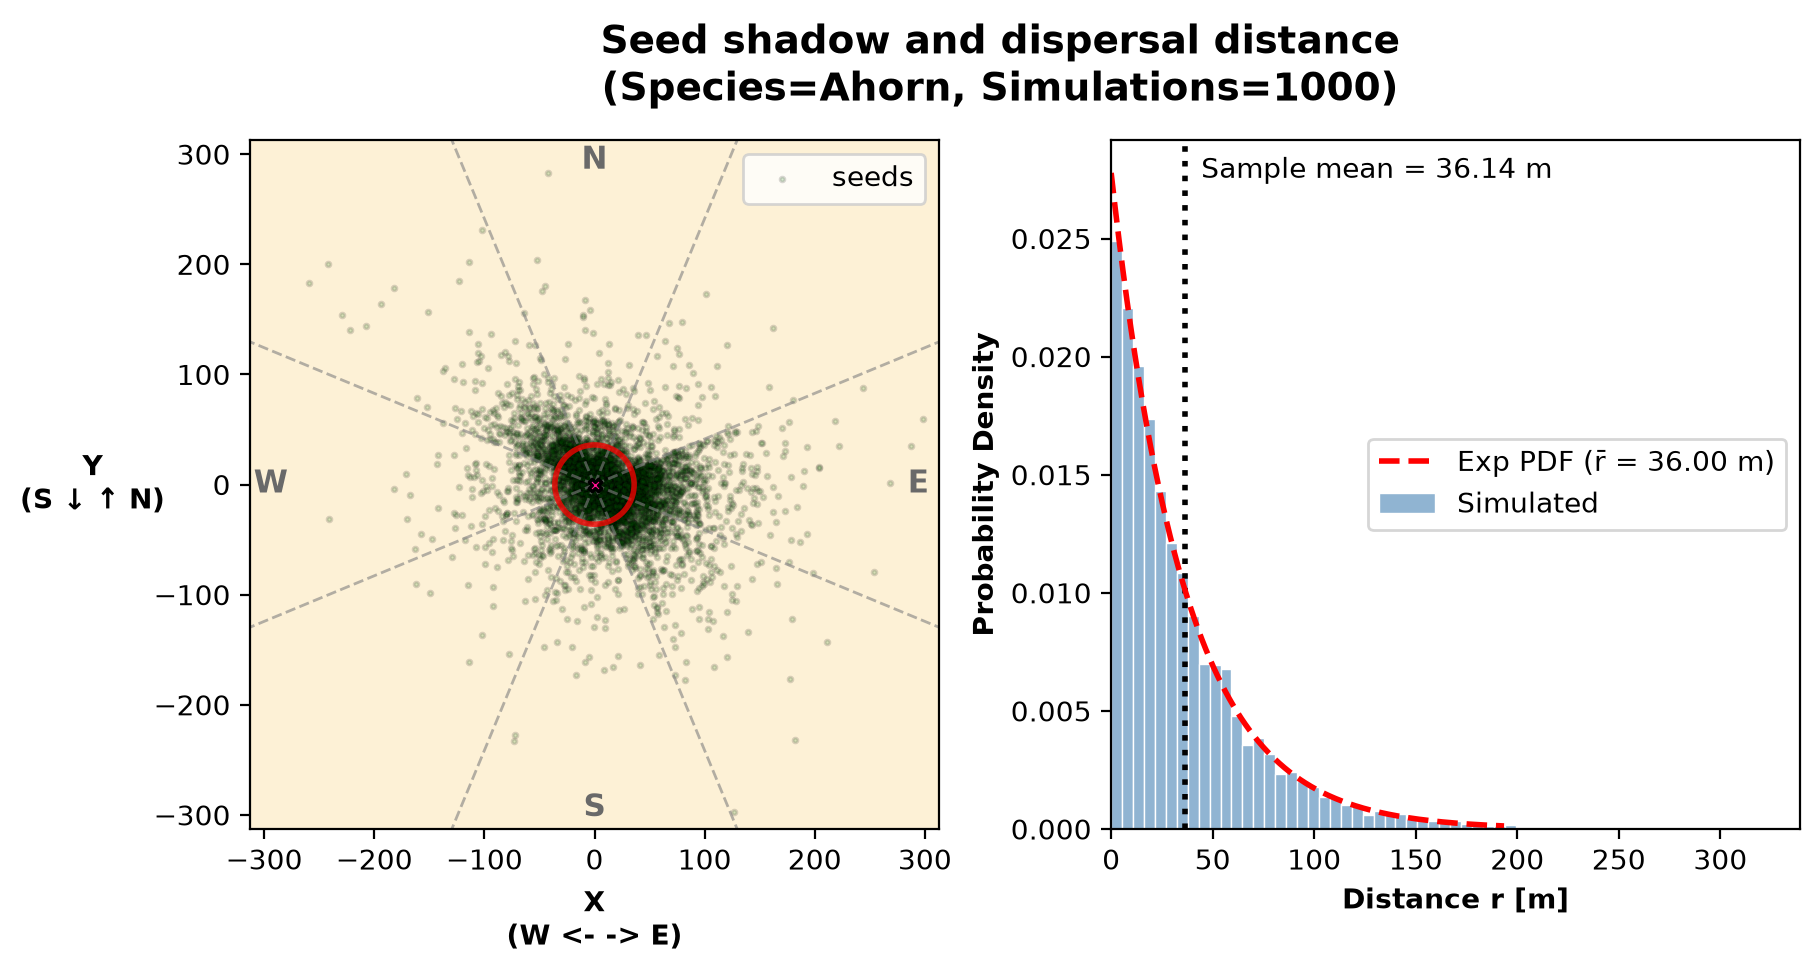 Seed shadow and dispersal distance
(Species=Ahorn, Simulations=1000)
300
200
100
0
−100
−200
−300
Y
(S ↓ ↑ N)
N
W
E
S
seeds
−300
−200
−100
0
100
200
300
X
(W <- -> E)
Probability Density
0.025
0.020
0.015
0.010
0.005
0.000
Sample mean = 36.14 m
Exp PDF (r̄ = 36.00 m)
Simulated
0
50
100
150
200
250
300
Distance r [m]